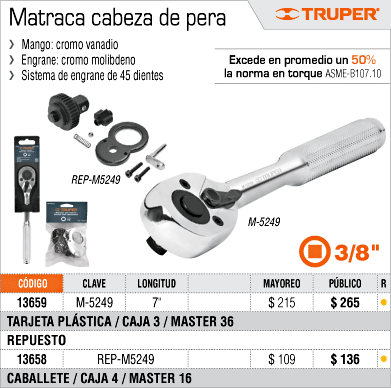 Matraca cabeza de pera
TRUPER®
› Mango: cromo vanadio
› Engrane: cromo molibdeno
› Sistema de engrane de 45 dientes
Excede en promedio un 50%
la norma en torque ASME-B107.10
REP-M5249
M-5249
3/8"
CÓDIGO CLAVE LONGITUD MAYOREO PÚBLICO R
13659 M-5249 7" $ 215 $ 265
TARJETA PLÁSTICA / CAJA 3 / MASTER 36
REPUESTO
13658 REP-M5249 $ 109 $ 136
CABALLETE / CAJA 4 / MASTER 16